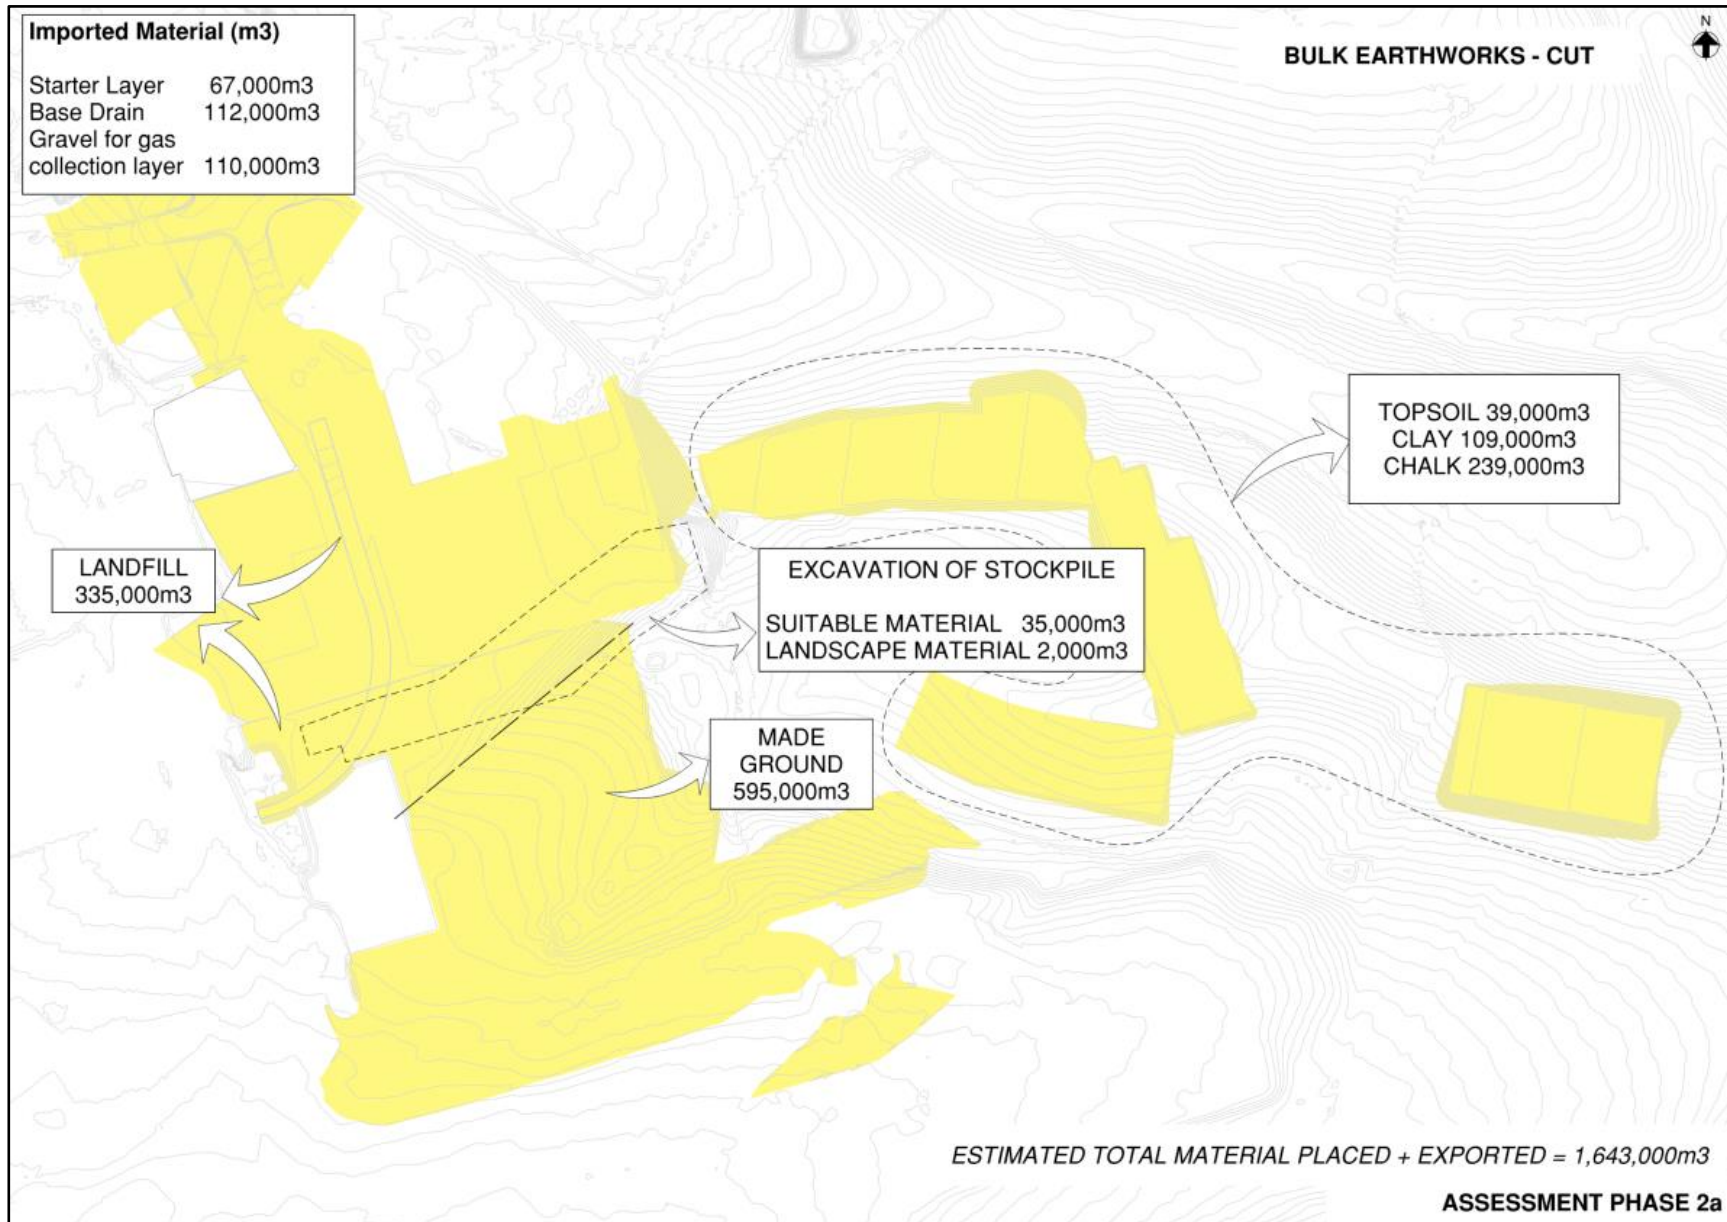 Imported Material (m3)
Starter Layer 67,000m3
Base Drain 112,000m3
Gravel for gas
collection layer 110,000m3
BULK EARTHWORKS - CUT
N
TOPSOIL 39,000m3
CLAY 109,000m3
CHALK 239,000m3
LANDFILL
335,000m3
EXCAVATION OF STOCKPILE
SUITABLE MATERIAL 35,000m3
LANDSCAPE MATERIAL 2,000m3
MADE
GROUND
595,000m3
ESTIMATED TOTAL MATERIAL PLACED + EXPORTED = 1,643,000m3
ASSESSMENT PHASE 2a